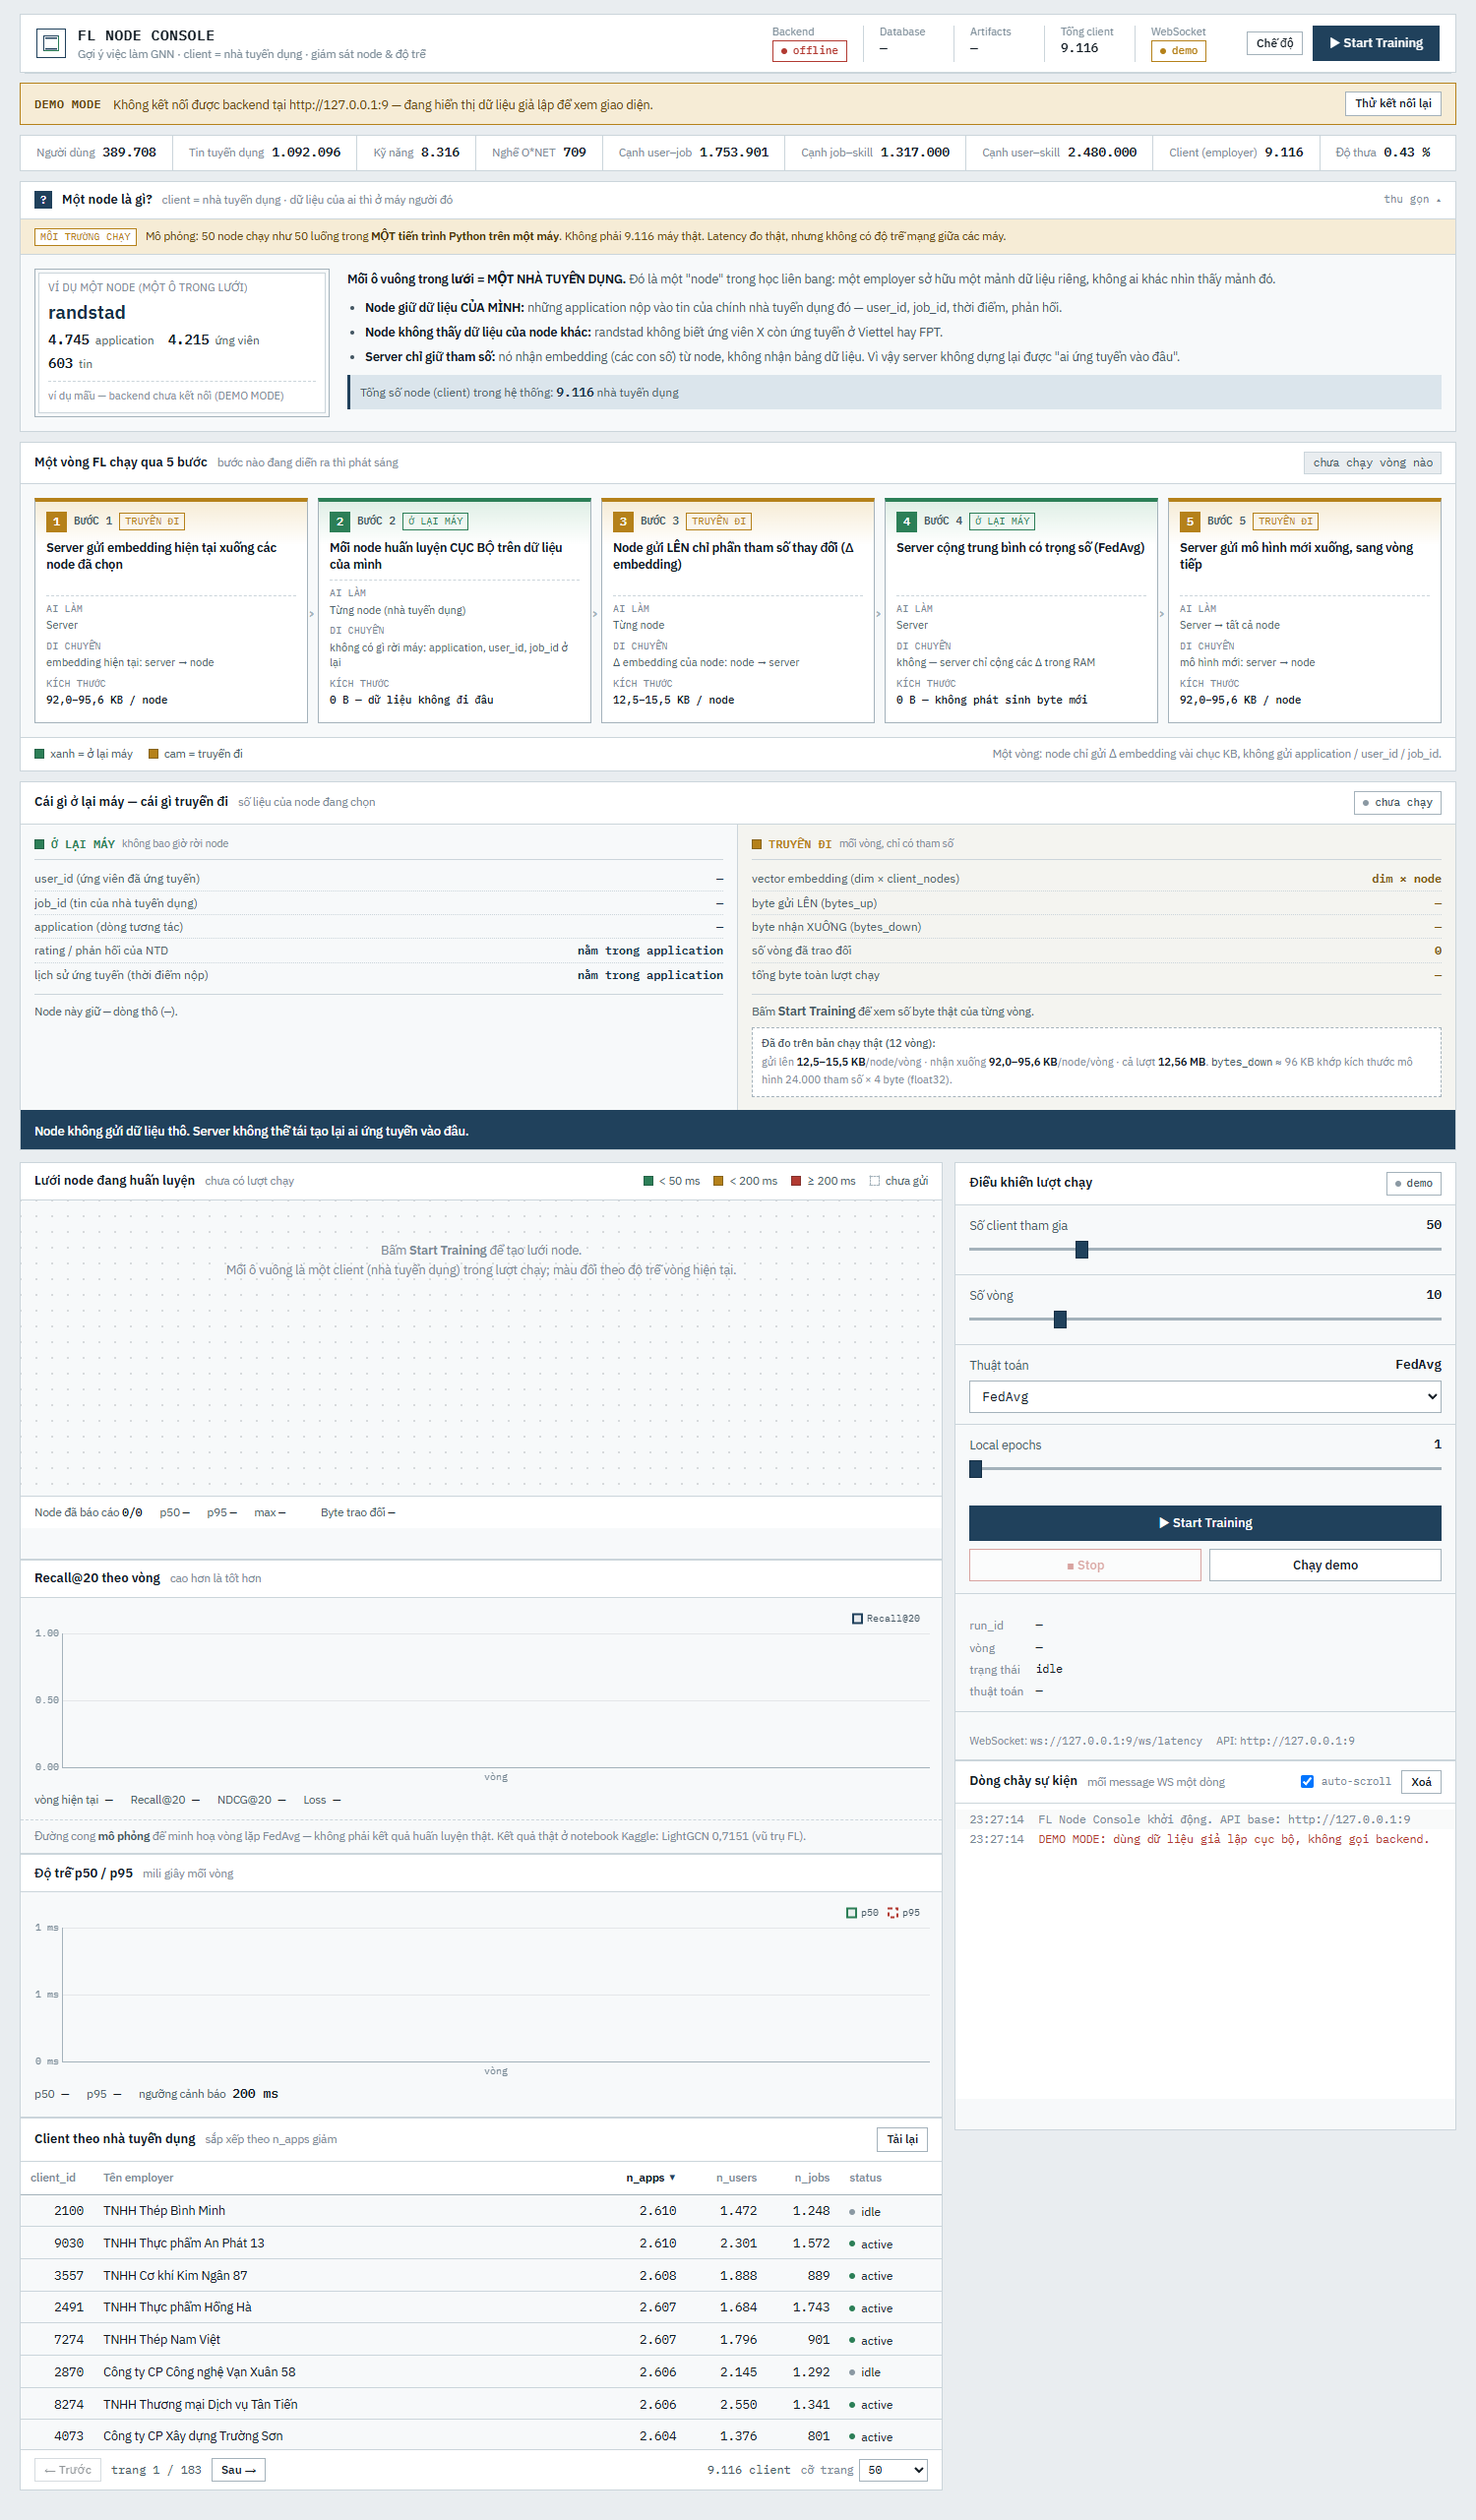 FL NODE CONSOLE
Gợi ý việc làm GNN · client = nhà tuyển dụng · giám sát node & độ trễ
Backend
● offline
Database
—
Artifacts
—
Tổng client
9.116
WebSocket
● demo
Chế độ
▶ Start Training
DEMO MODE Không kết nối được backend tại http://127.0.0.1:9 — đang hiển thị dữ liệu giả lập để xem giao diện.
Thử kết nối lại
Người dùng 389.708
Tin tuyển dụng 1.092.096
Kỹ năng 8.316
Nghề O*NET 709
Cạnh user–job 1.753.901
Cạnh job–skill 1.317.000
Cạnh user–skill 2.480.000
Client (employer) 9.116
Độ thưa 0.43 %
? Một node là gì? client = nhà tuyển dụng · dữ liệu của ai thì ở máy người đó
thu gọn ▴
MÔI TRƯỜNG CHẠY Mô phỏng: 50 node chạy như 50 luồng trong MỘT tiến trình Python trên một máy. Không phải 9.116 máy thật. Latency đo thật, nhưng không có độ trễ mạng giữa các máy.
VÍ DỤ MỘT NODE (MỘT Ô TRONG LƯỚI)
randstad
4.745 application 4.215 ứng viên
603 tin
ví dụ mẫu — backend chưa kết nối (DEMO MODE)
Mỗi ô vuông trong lưới = MỘT NHÀ TUYỂN DỤNG. Đó là một "node" trong học liên bang: một employer sở hữu một mảnh dữ liệu riêng, không ai khác nhìn thấy mảnh đó.
• Node giữ dữ liệu CỦA MÌNH: những application nộp vào tin của chính nhà tuyển dụng đó — user_id, job_id, thời điểm, phản hồi.
• Node không thấy dữ liệu của node khác: randstad không biết ứng viên X còn ứng tuyển ở Viettel hay FPT.
• Server chỉ giữ tham số: nó nhận embedding (các con số) từ node, không nhận bảng dữ liệu. Vì vậy server không dựng lại được "ai ứng tuyển vào đâu".
Tổng số node (client) trong hệ thống: 9.116 nhà tuyển dụng
Một vòng FL chạy qua 5 bước bước nào đang diễn ra thì phát sáng
chưa chạy vòng nào
1 BƯỚC 1 TRUYỀN ĐI
Server gửi embedding hiện tại xuống các
node đã chọn
AI LÀM
Server
DI CHUYỂN
embedding hiện tại: server → node
KÍCH THƯỚC
92,0–95,6 KB / node
›
2 BƯỚC 2 Ở LẠI MÁY
Mỗi node huấn luyện CỤC BỘ trên dữ liệu
của mình
AI LÀM
Từng node (nhà tuyển dụng)
DI CHUYỂN
không có gì rời máy: application, user_id, job_id ở
lại
KÍCH THƯỚC
0 B — dữ liệu không đi đâu
›
3 BƯỚC 3 TRUYỀN ĐI
Node gửi LÊN chỉ phần tham số thay đổi (Δ
embedding)
AI LÀM
Từng node
DI CHUYỂN
Δ embedding của node: node → server
KÍCH THƯỚC
12,5–15,5 KB / node
›
4 BƯỚC 4 Ở LẠI MÁY
Server cộng trung bình có trọng số (FedAvg)
AI LÀM
Server
DI CHUYỂN
không — server chỉ cộng các Δ trong RAM
KÍCH THƯỚC
0 B — không phát sinh byte mới
›
5 BƯỚC 5 TRUYỀN ĐI
Server gửi mô hình mới xuống, sang vòng
tiếp
AI LÀM
Server → tất cả node
DI CHUYỂN
mô hình mới: server → node
KÍCH THƯỚC
92,0–95,6 KB / node
xanh = ở lại máy cam = truyền đi
Một vòng: node chỉ gửi Δ embedding vài chục KB, không gửi application / user_id / job_id.
Cái gì ở lại máy — cái gì truyền đi số liệu của node đang chọn
● chưa chạy
Ở LẠI MÁY không bao giờ rời node
user_id (ứng viên đã ứng tuyển) —
job_id (tin của nhà tuyển dụng) —
application (dòng tương tác) —
rating / phản hồi của NTD nằm trong application
lịch sử ứng tuyển (thời điểm nộp) nằm trong application
Node này giữ — dòng thô (—).
TRUYỀN ĐI mỗi vòng, chỉ có tham số
vector embedding (dim × client_nodes) dim × node
byte gửi LÊN (bytes_up) —
byte nhận XUỐNG (bytes_down) —
số vòng đã trao đổi 0
tổng byte toàn lượt chạy —
Bấm Start Training để xem số byte thật của từng vòng.
Đã đo trên bản chạy thật (12 vòng):
gửi lên 12,5–15,5 KB/node/vòng · nhận xuống 92,0–95,6 KB/node/vòng · cả lượt 12,56 MB. bytes_down ≈ 96 KB khớp kích thước mô
hình 24.000 tham số × 4 byte (float32).
Node không gửi dữ liệu thô. Server không thể tái tạo lại ai ứng tuyển vào đâu.
Lưới node đang huấn luyện chưa có lượt chạy
< 50 ms < 200 ms ≥ 200 ms chưa gửi
Bấm Start Training để tạo lưới node.
Mỗi ô vuông là một client (nhà tuyển dụng) trong lượt chạy; màu đổi theo độ trễ vòng hiện tại.
Node đã báo cáo 0/0 p50 — p95 — max — Byte trao đổi —
Recall@20 theo vòng cao hơn là tốt hơn
Recall@20
1.00
0.50
0.00
vòng
vòng hiện tại — Recall@20 — NDCG@20 — Loss —
Đường cong mô phỏng để minh hoạ vòng lặp FedAvg — không phải kết quả huấn luyện thật. Kết quả thật ở notebook Kaggle: LightGCN 0,7151 (vũ trụ FL).
Độ trễ p50 / p95 mili giây mỗi vòng
p50 p95
1 ms
1 ms
0 ms
vòng
p50 — p95 — ngưỡng cảnh báo 200 ms
Client theo nhà tuyển dụng sắp xếp theo n_apps giảm
Tải lại
client_id Tên employer n_apps ▼ n_users n_jobs status
2100 TNHH Thép Bình Minh 2.610 1.472 1.248 ● idle
9030 TNHH Thực phẩm An Phát 13 2.610 2.301 1.572 ● active
3557 TNHH Cơ khí Kim Ngân 87 2.608 1.888 889 ● active
2491 TNHH Thực phẩm Hồng Hà 2.607 1.684 1.743 ● active
7274 TNHH Thép Nam Việt 2.607 1.796 901 ● active
2870 Công ty CP Công nghệ Vạn Xuân 58 2.606 2.145 1.292 ● idle
8274 TNHH Thương mại Dịch vụ Tân Tiến 2.606 2.550 1.341 ● active
4073 Công ty CP Xây dựng Trường Sơn 2.604 1.376 801 ● active
← Trước trang 1 / 183 Sau →
9.116 client cỡ trang 50
Điều khiển lượt chạy
● demo
Số client tham gia 50
Số vòng 10
Thuật toán FedAvg
FedAvg
Local epochs 1
▶ Start Training
■ Stop
Chạy demo
run_id —
vòng —
trạng thái idle
thuật toán —
WebSocket: ws://127.0.0.1:9/ws/latency API: http://127.0.0.1:9
Dòng chảy sự kiện mỗi message WS một dòng
auto-scroll
Xoá
23:27:14 FL Node Console khởi động. API base: http://127.0.0.1:9
23:27:14 DEMO MODE: dùng dữ liệu giả lập cục bộ, không gọi backend.